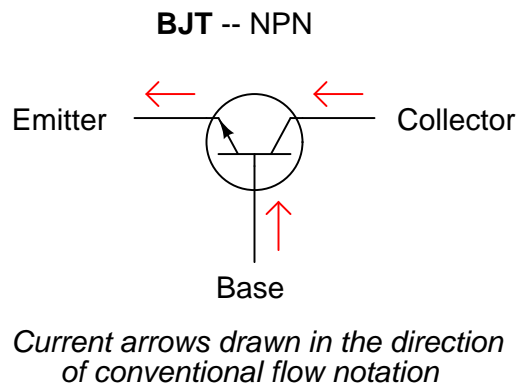 BJT -- NPN
Emitter
Collector
Base
Current arrows drawn in the direction
of conventional flow notation